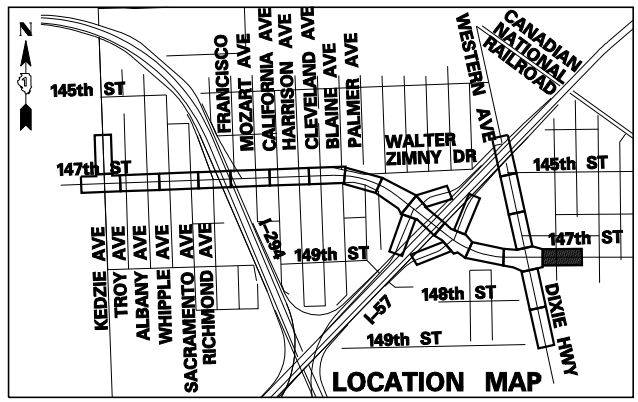 N
CANADIAN
NATIONAL
RAILROAD
WESTERN AVE
FRANCISCO
MOZART AVE
CALIFORNIA AVE
HARRISON AVE
CLEVELAND AVE
BLAINE AVE
PALMER AVE
145th ST
WALTER
ZIMNY DR
147th ST
145th ST
KEDZIE AVE
TROY AVE
ALBANY AVE
WHIPPLE AVE
SACRAMENTO AVE
RICHMOND AVE
I-294
149th ST
147th ST
I-57
148th ST
DIXIE HWY
149th ST
LOCATION MAP